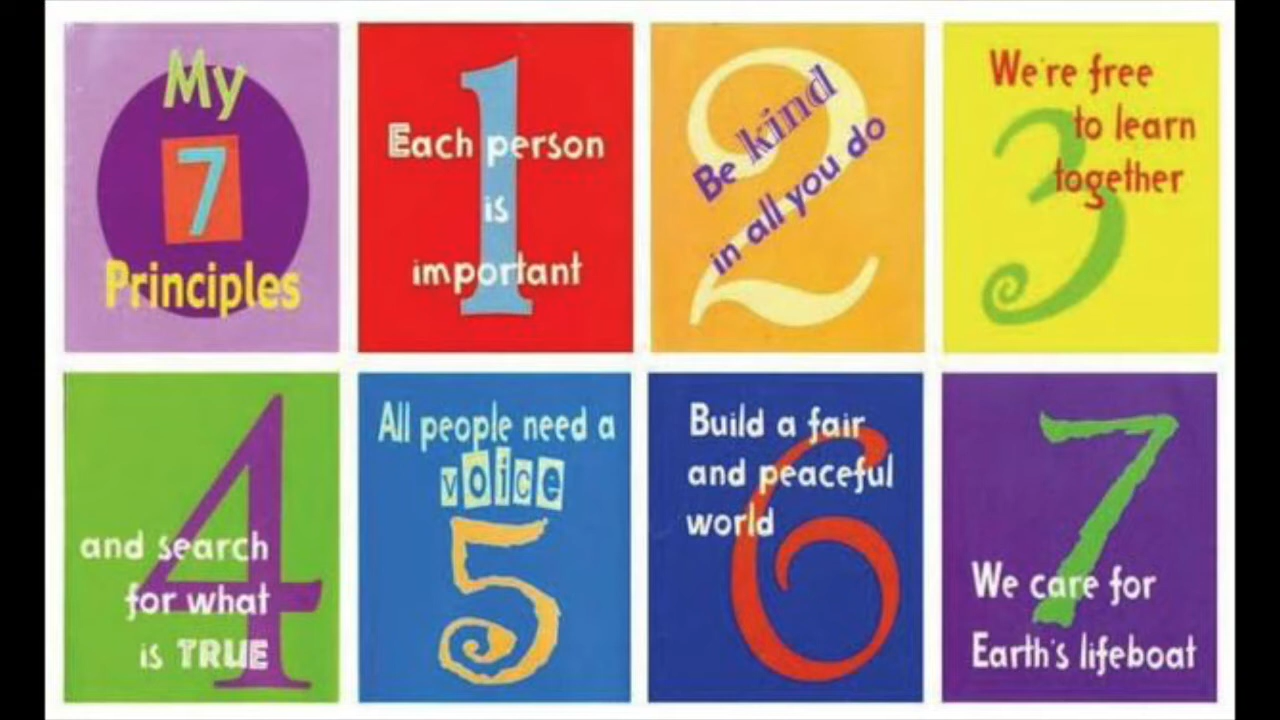 My
7
Principles
1
Each person
is
important
2
Be kind
in all you do
3
We're free
to learn
together
4
and search
for what
is TRUE
All people need a
voice
5
6
Build a fair
and peaceful
world
7
We care for
Earth's lifeboat